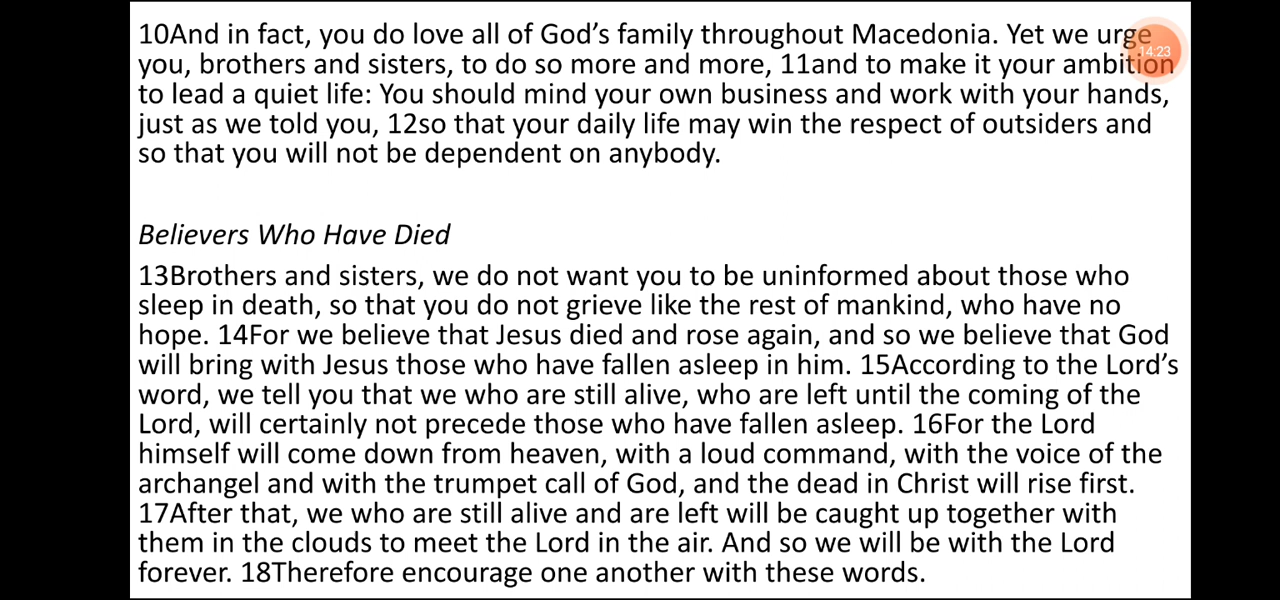 10And in fact, you do love all of God’s family throughout Macedonia. Yet we urge
you, brothers and sisters, to do so more and more, 11and to make it your ambition
to lead a quiet life: You should mind your own business and work with your hands,
just as we told you, 12so that your daily life may win the respect of outsiders and
so that you will not be dependent on anybody.
14:23
Believers Who Have Died
13Brothers and sisters, we do not want you to be uninformed about those who
sleep in death, so that you do not grieve like the rest of mankind, who have no
hope. 14For we believe that Jesus died and rose again, and so we believe that God
will bring with Jesus those who have fallen asleep in him. 15According to the Lord’s
word, we tell you that we who are still alive, who are left until the coming of the
Lord, will certainly not precede those who have fallen asleep. 16For the Lord
himself will come down from heaven, with a loud command, with the voice of the
archangel and with the trumpet call of God, and the dead in Christ will rise first.
17After that, we who are still alive and are left will be caught up together with
them in the clouds to meet the Lord in the air. And so we will be with the Lord
forever. 18Therefore encourage one another with these words.